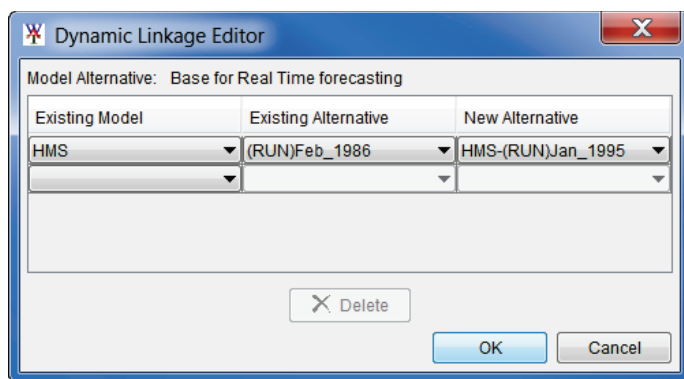 Dynamic Linkage Editor
Model Alternative: Base for Real Time forecasting
Existing Model Existing Alternative New Alternative
HMS (RUN)Feb_1986 HMS-(RUN)Jan_1995
Delete
OK Cancel